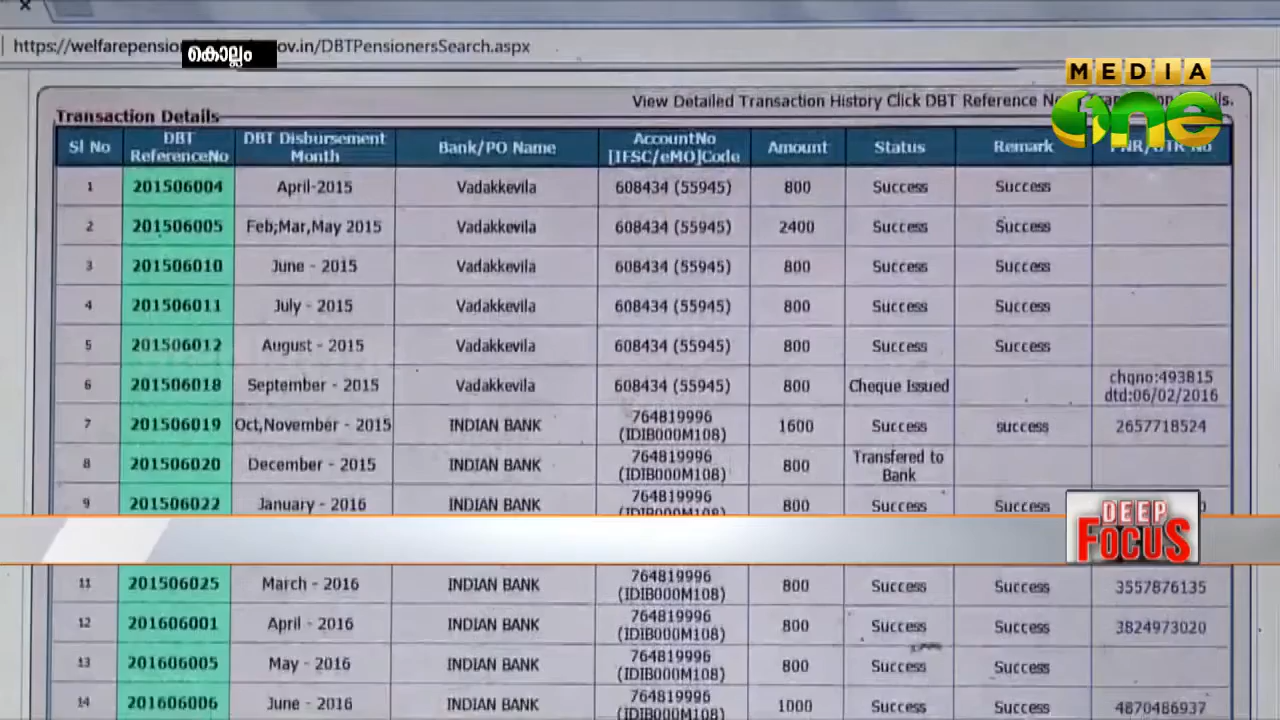 https://welfarepensio ov.in/DBTPensionersSearch.aspx
കൊല്ലം
MEDIA
one
View Detailed Transaction History Click DBT Reference No
Transaction Details
Sl No DBT ReferenceNo DBT Disbursement Month Bank/PO Name AccountNo [IFSC/eMO]Code Amount Status Remark
1 201506004 April-2015 Vadakkevila 608434 (55945) 800 Success Success
2 201506005 Feb;Mar,May 2015 Vadakkevila 608434 (55945) 2400 Success Success
3 201506010 June - 2015 Vadakkevila 608434 (55945) 800 Success Success
4 201506011 July - 2015 Vadakkevila 608434 (55945) 800 Success Success
5 201506012 August - 2015 Vadakkevila 608434 (55945) 800 Success Success
6 201506018 September - 2015 Vadakkevila 608434 (55945) 800 Cheque Issued chqno:493815 dtd:06/02/2016
7 201506019 Oct,November - 2015 INDIAN BANK 764819996 (IDIB000M108) 1600 Success success 2657718524
8 201506020 December - 2015 INDIAN BANK 764819996 (IDIB000M108) 800 Transfered to Bank
9 201506022 January - 2016 INDIAN BANK 764819996 (IDIB000M108) 800 Success Success
DEEP
FOCUS
11 201506025 March - 2016 INDIAN BANK 764819996 (IDIB000M108) 800 Success Success 3557876135
12 201606001 April - 2016 INDIAN BANK 764819996 (IDIB000M108) 800 Success Success 3824973020
13 201606005 May - 2016 INDIAN BANK 764819996 (IDIB000M108) 800 Success Success
14 201606006 June - 2016 INDIAN BANK 764819996 (IDIB000M108) 1000 Success Success 4870486937